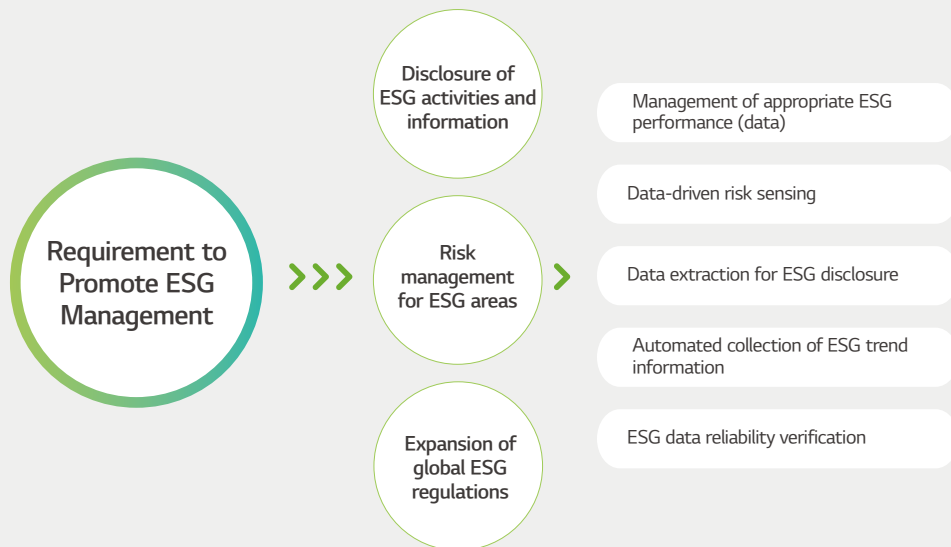 Requirement to
Promote ESG
Management
Disclosure of
ESG activities and
information
Risk
management
for ESG areas
Expansion of
global ESG
regulations
Management of appropriate ESG
performance (data)
Data-driven risk sensing
Data extraction for ESG disclosure
Automated collection of ESG trend
information
ESG data reliability verification